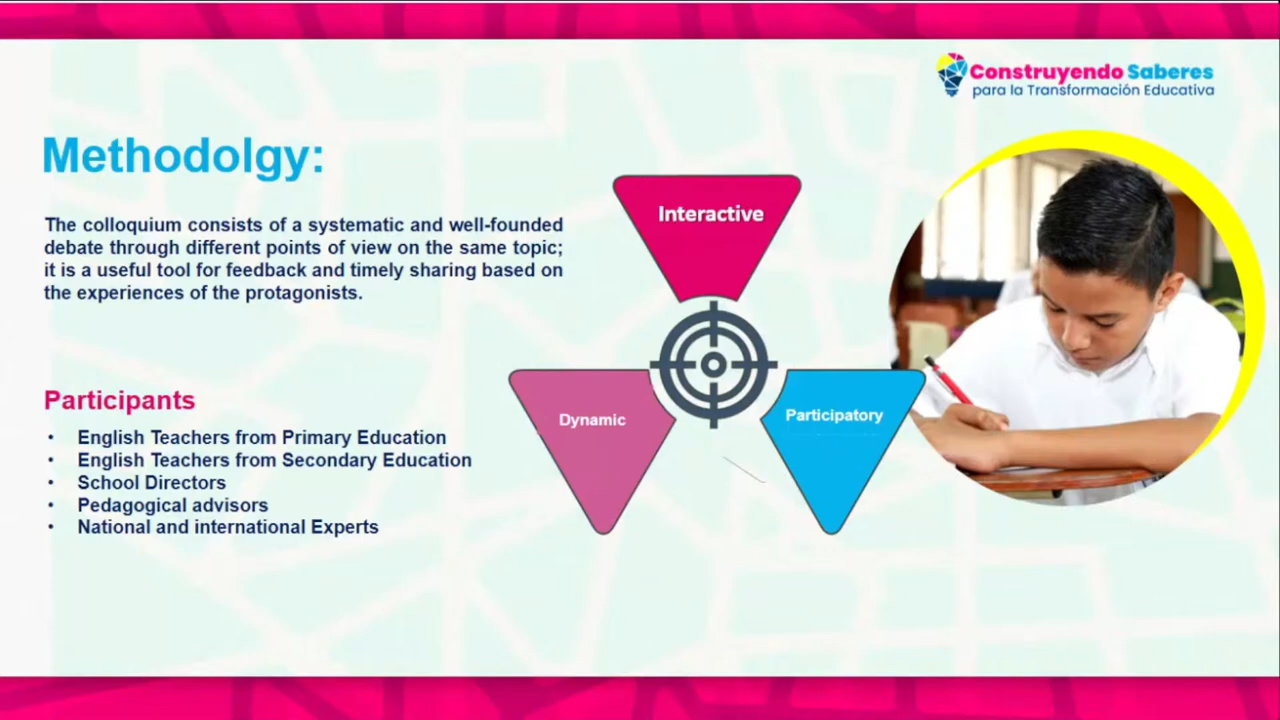 Construyendo Saberes
para la Transformación Educativa
Methodolgy:
The colloquium consists of a systematic and well-founded
debate through different points of view on the same topic;
it is a useful tool for feedback and timely sharing based on
the experiences of the protagonists.
Participants
• English Teachers from Primary Education
• English Teachers from Secondary Education
• School Directors
• Pedagogical advisors
• National and international Experts
Interactive
Dynamic
Participatory